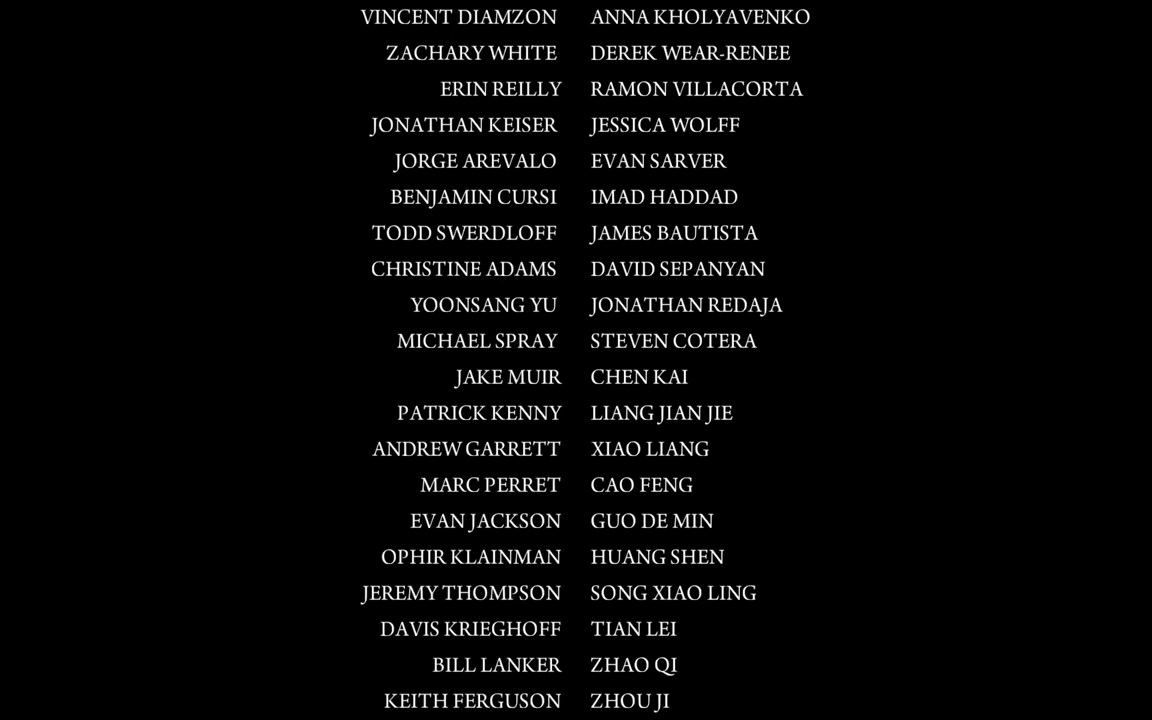 VINCENT DIAMZON ANNA KHOLYAVENKO
ZACHARY WHITE DEREK WEAR-RENEE
ERIN REILLY RAMON VILLACORTA
JONATHAN KEISER JESSICA WOLFF
JORGE AREVALO EVAN SARVER
BENJAMIN CURSI IMAD HADDAD
TODD SWERDLOFF JAMES BAUTISTA
CHRISTINE ADAMS DAVID SEPANYAN
YOONSANG YU JONATHAN REDAJA
MICHAEL SPRAY STEVEN COTERA
JAKE MUIR CHEN KAI
PATRICK KENNY LIANG JIAN JIE
ANDREW GARRETT XIAO LIANG
MARC PERRET CAO FENG
EVAN JACKSON GUO DE MIN
OPHIR KLAINMAN HUANG SHEN
JEREMY THOMPSON SONG XIAO LING
DAVIS KRIEGHOFF TIAN LEI
BILL LANKER ZHAO QI
KEITH FERGUSON ZHOU JI